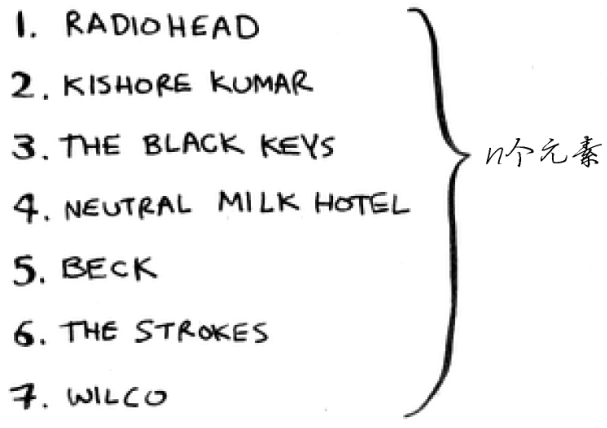 1. RADIOHEAD
2. KISHORE KUMAR
3. THE BLACK KEYS
4. NEUTRAL MILK HOTEL
5. BECK
6. THE STROKES
7. WILCO
n个元素